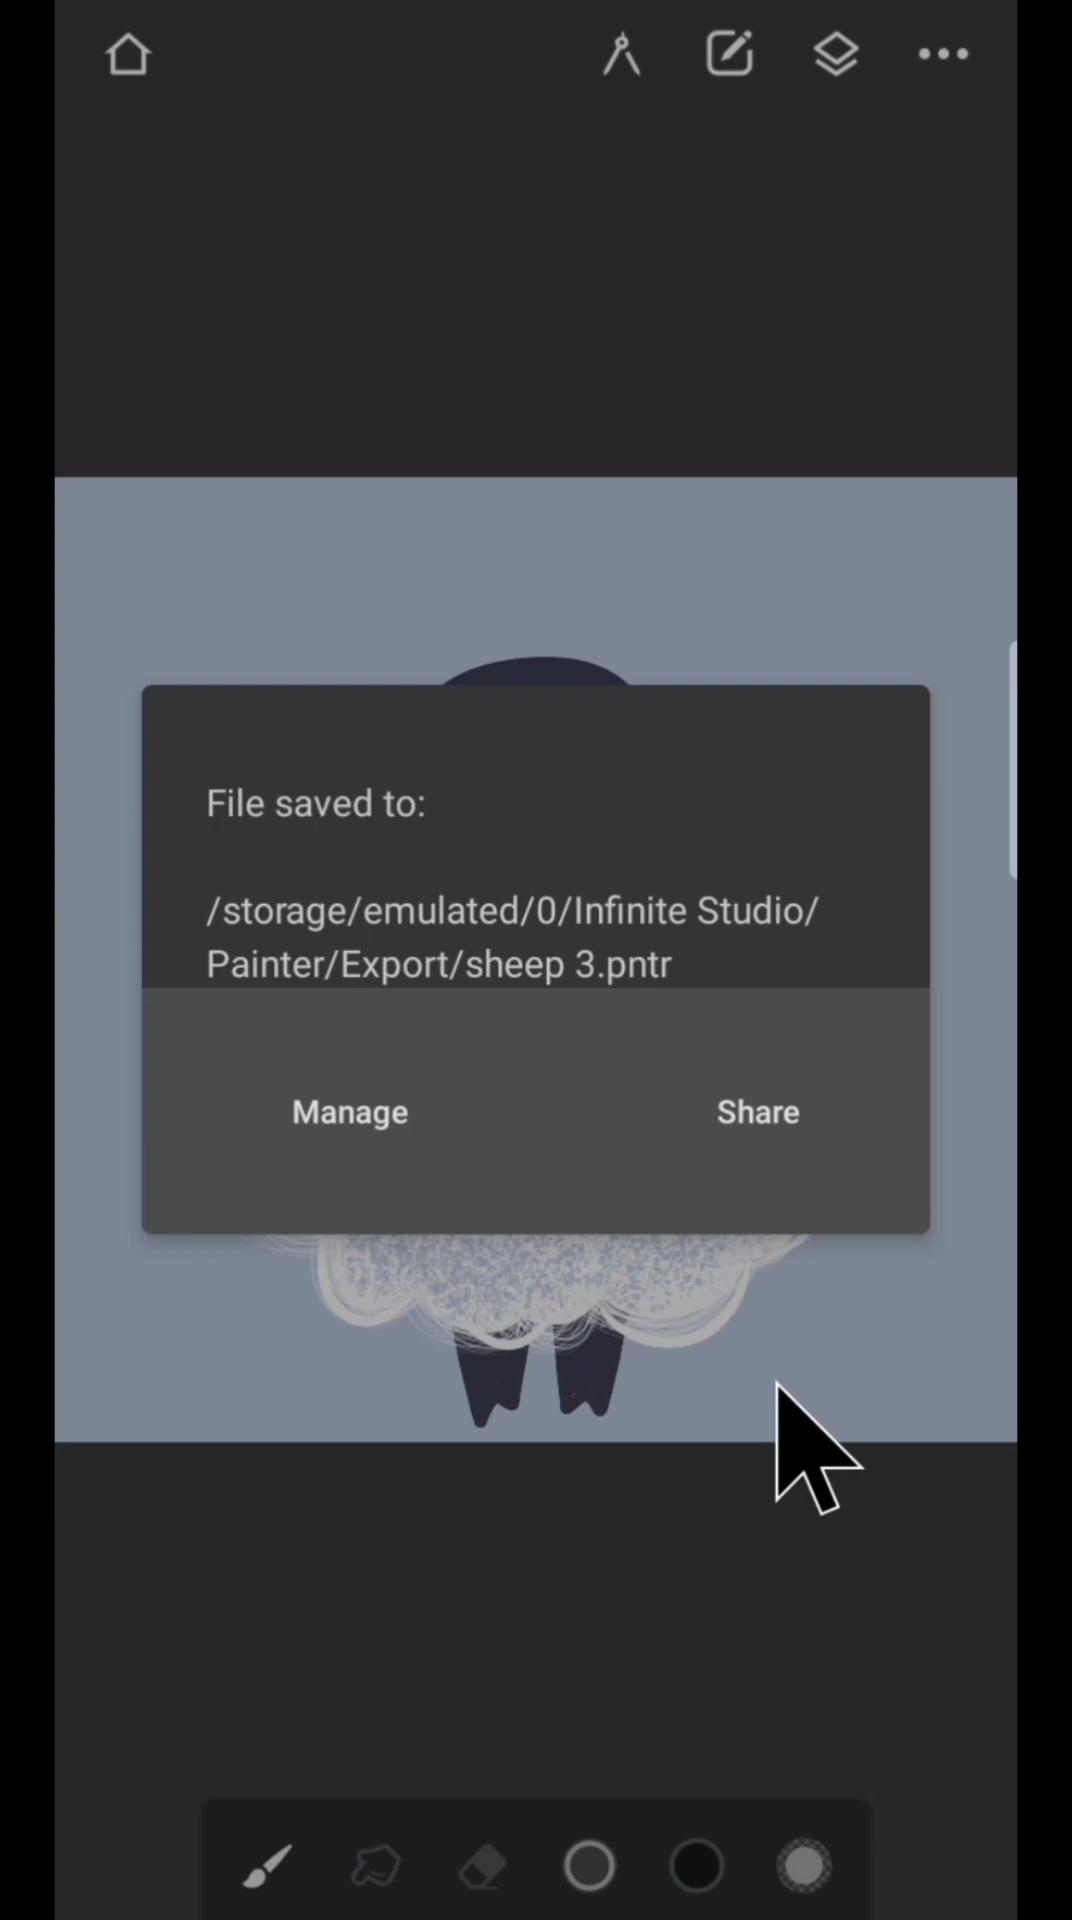 File saved to:
/storage/emulated/0/Infinite Studio/
Painter/Export/sheep 3.pntr
Manage
Share